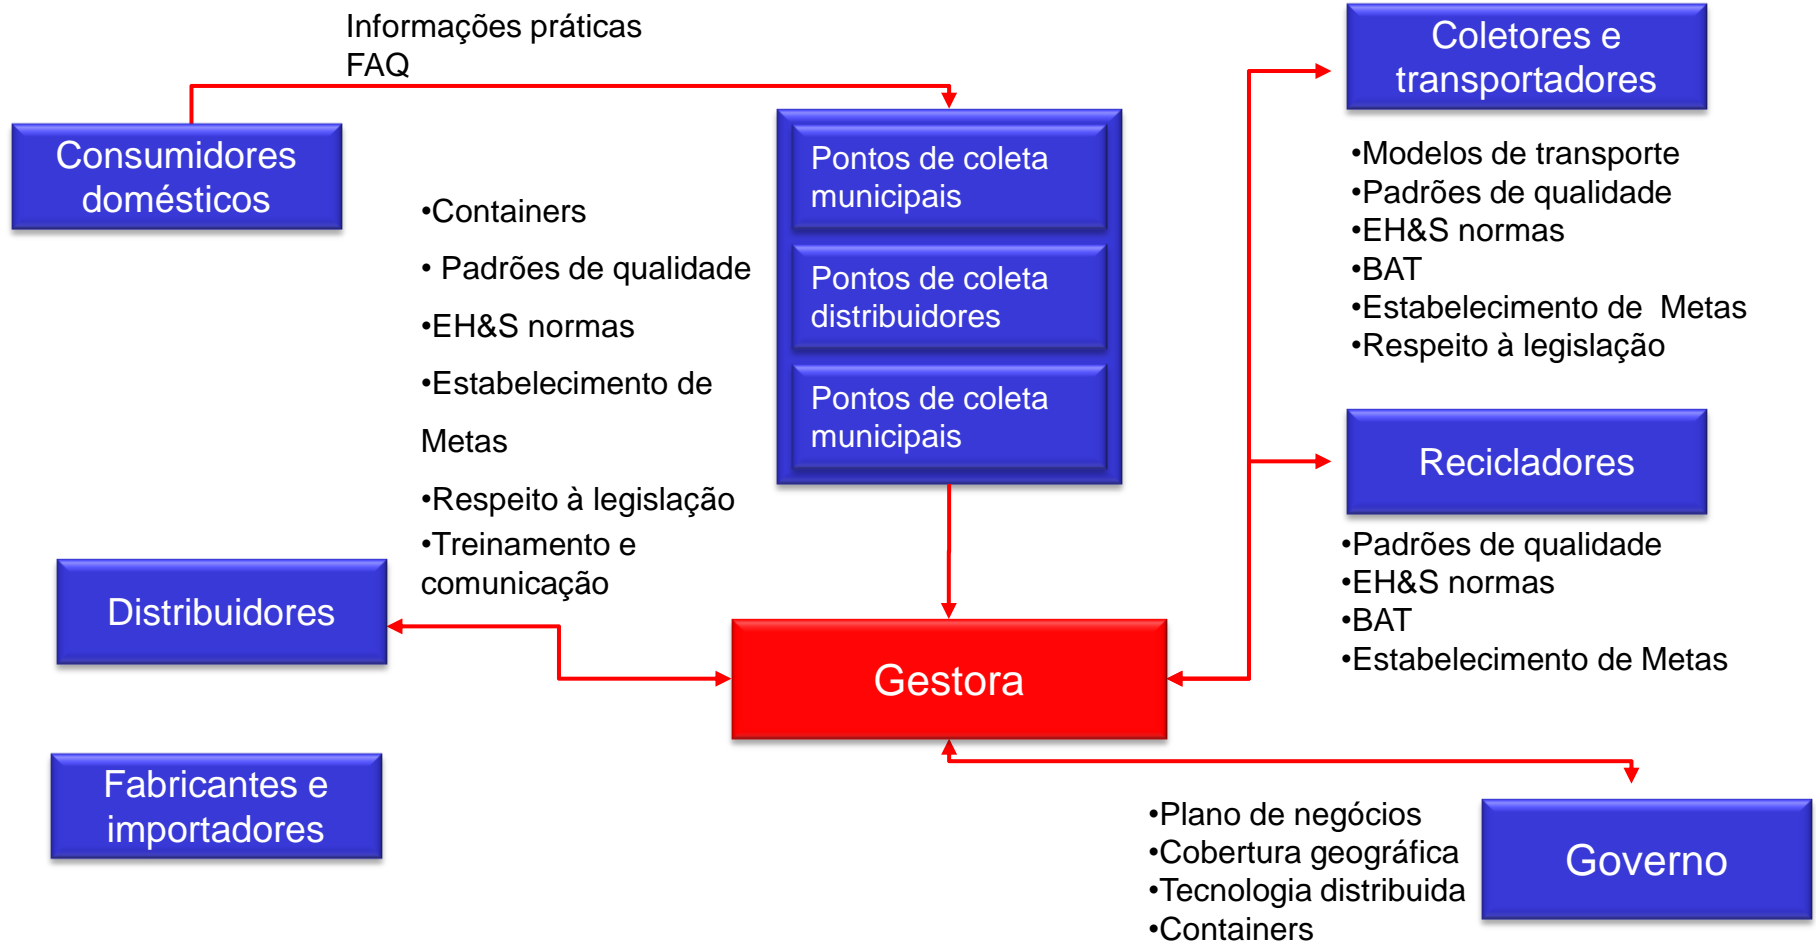 Informações práticas
FAQ
Consumidores
domésticos
•Containers
• Padrões de qualidade
•EH&S normas
•Estabelecimento de
Metas
•Respeito à legislação
•Treinamento e
comunicação
Pontos de coleta
municipais
Pontos de coleta
distribuidores
Pontos de coleta
municipais
Coletores e
transportadores
•Modelos de transporte
•Padrões de qualidade
•EH&S normas
•BAT
•Estabelecimento de  Metas
•Respeito à legislação
Recicladores
•Padrões de qualidade
•EH&S normas
•BAT
•Estabelecimento de Metas
Distribuidores
Gestora
Fabricantes e
importadores
•Plano de negócios
•Cobertura geográfica
•Tecnologia distribuida
•Containers
Governo